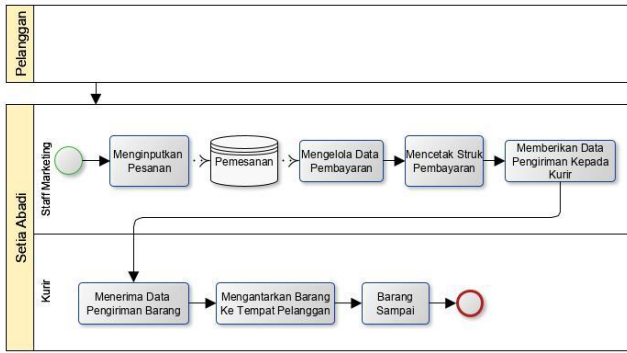 Pelanggan
Setia Abadi
Staff Marketing
Menginputkan
Pesanan
Pemesanan
Mengelola Data
Pembayaran
Mencetak Struk
Pembayaran
Memberikan Data
Pengiriman Kepada
Kurir
Kurir
Menerima Data
Pengiriman Barang
Mengantarkan Barang
Ke Tempat Pelanggan
Barang
Sampai